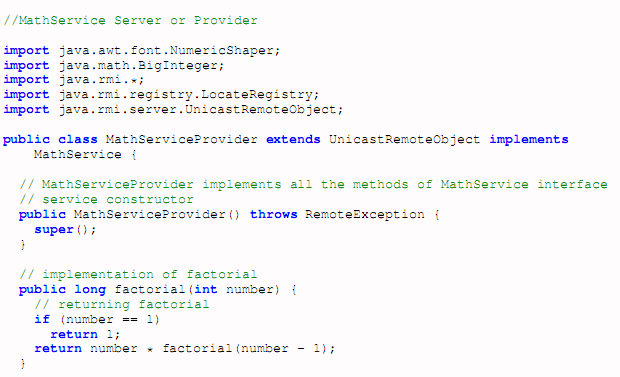 //MathService Server or Provider
import java.awt.font.NumericShaper;
import java.math.BigInteger;
import java.rmi.*;
import java.rmi.registry.LocateRegistry;
import java.rmi.server.UnicastRemoteObject;
public class MathServiceProvider extends UnicastRemoteObject implements
MathService {
// MathServiceProvider implements all the methods of MathService interface
// service constructor
public MathServiceProvider() throws RemoteException {
super();
}
// implementation of factorial
public long factorial(int number) {
// returning factorial
if (number == 1)
return 1;
return number * factorial(number - 1);
}